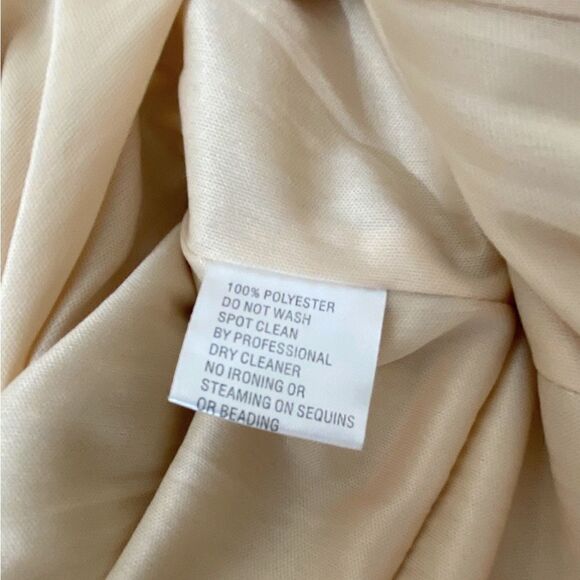 100% POLYESTER
DO NOT WASH
SPOT CLEAN
BY PROFESSIONAL
DRY CLEANER
NO IRONING OR
STEAMING ON SEQUINS
OR BEADING